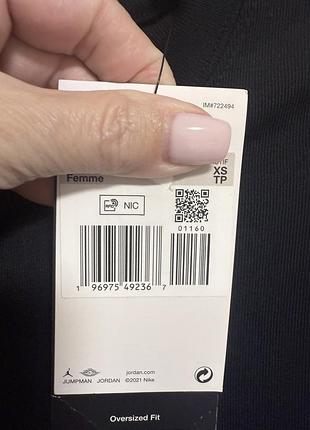 IM#722494
Femme
XS
TP
RFID NIC
01160
1 96975 49236 7
jordan.com
JUMPMAN JORDAN ©2021 Nike
Oversized Fit